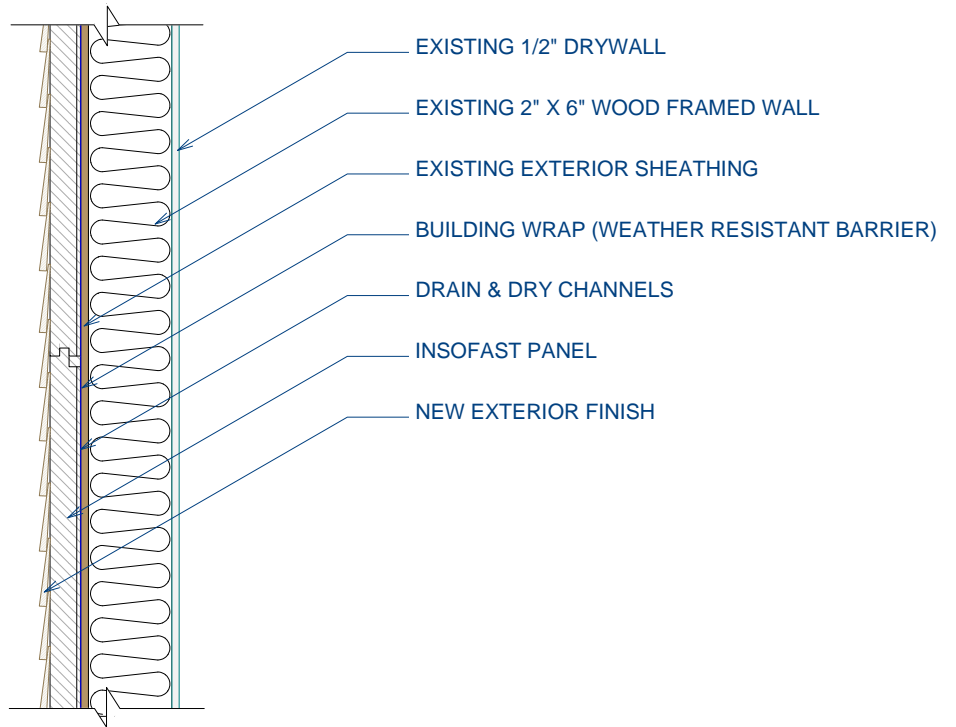 EXISTING 1/2" DRYWALL
EXISTING 2" X 6" WOOD FRAMED WALL
EXISTING EXTERIOR SHEATHING
BUILDING WRAP (WEATHER RESISTANT BARRIER)
DRAIN & DRY CHANNELS
INSOFAST PANEL
NEW EXTERIOR FINISH